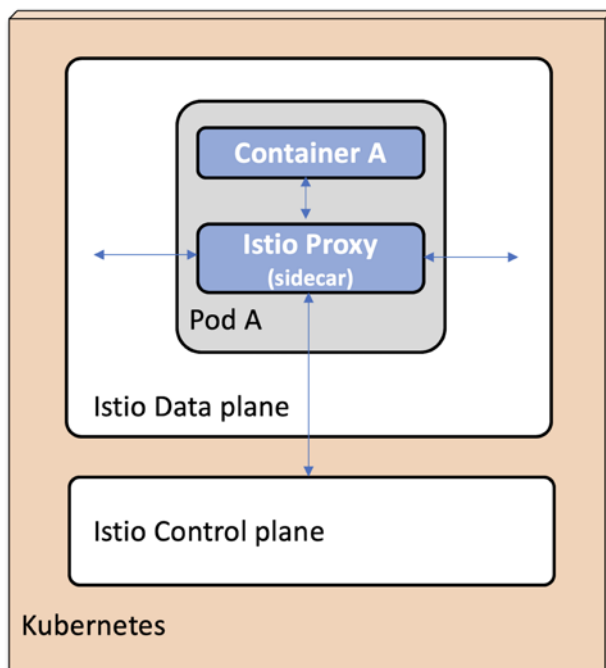 Container A
Istio Proxy
(sidecar)
Pod A
Istio Data plane
Istio Control plane
Kubernetes